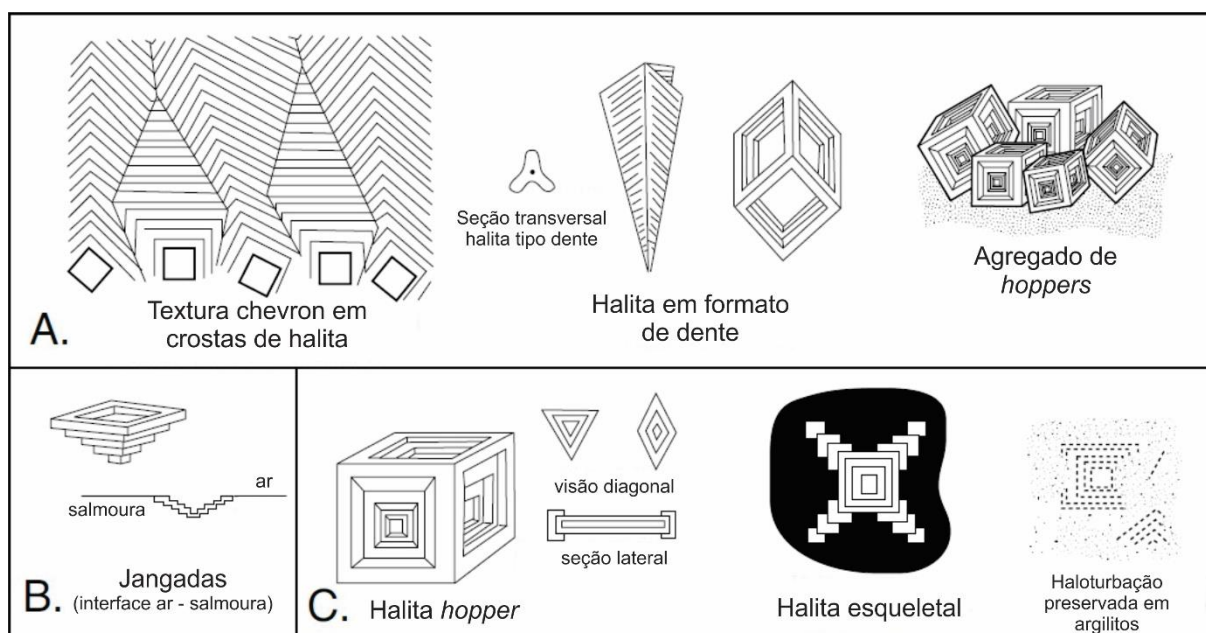 Textura chevron em
crostas de halita
Seção transversal
halita tipo dente
Halita em formato
de dente
Agregado de
hoppers
A.
ar
salmoura
Jangadas
(interface ar - salmoura)
B.
visão diagonal
seção lateral
Halita hopper
Halita esqueletal
Haloturbação
preservada em
argilitos
C.